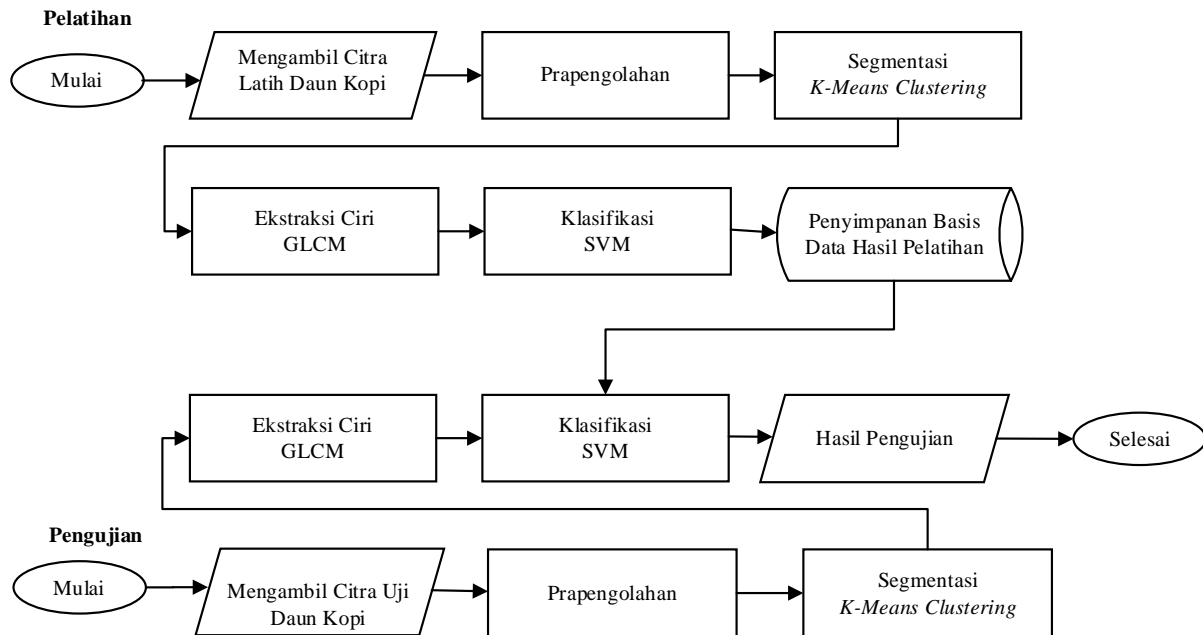 Pelatihan
Mulai
Mengambil Citra
Latih Daun Kopi
Prapengolahan
Segmentasi
K-Means Clustering
Ekstraksi Ciri
GLCM
Klasifikasi
SVM
Penyimpanan Basis
Data Hasil Pelatihan
Ekstraksi Ciri
GLCM
Klasifikasi
SVM
Hasil Pengujian
Selesai
Pengujian
Mulai
Mengambil Citra Uji
Daun Kopi
Prapengolahan
Segmentasi
K-Means Clustering